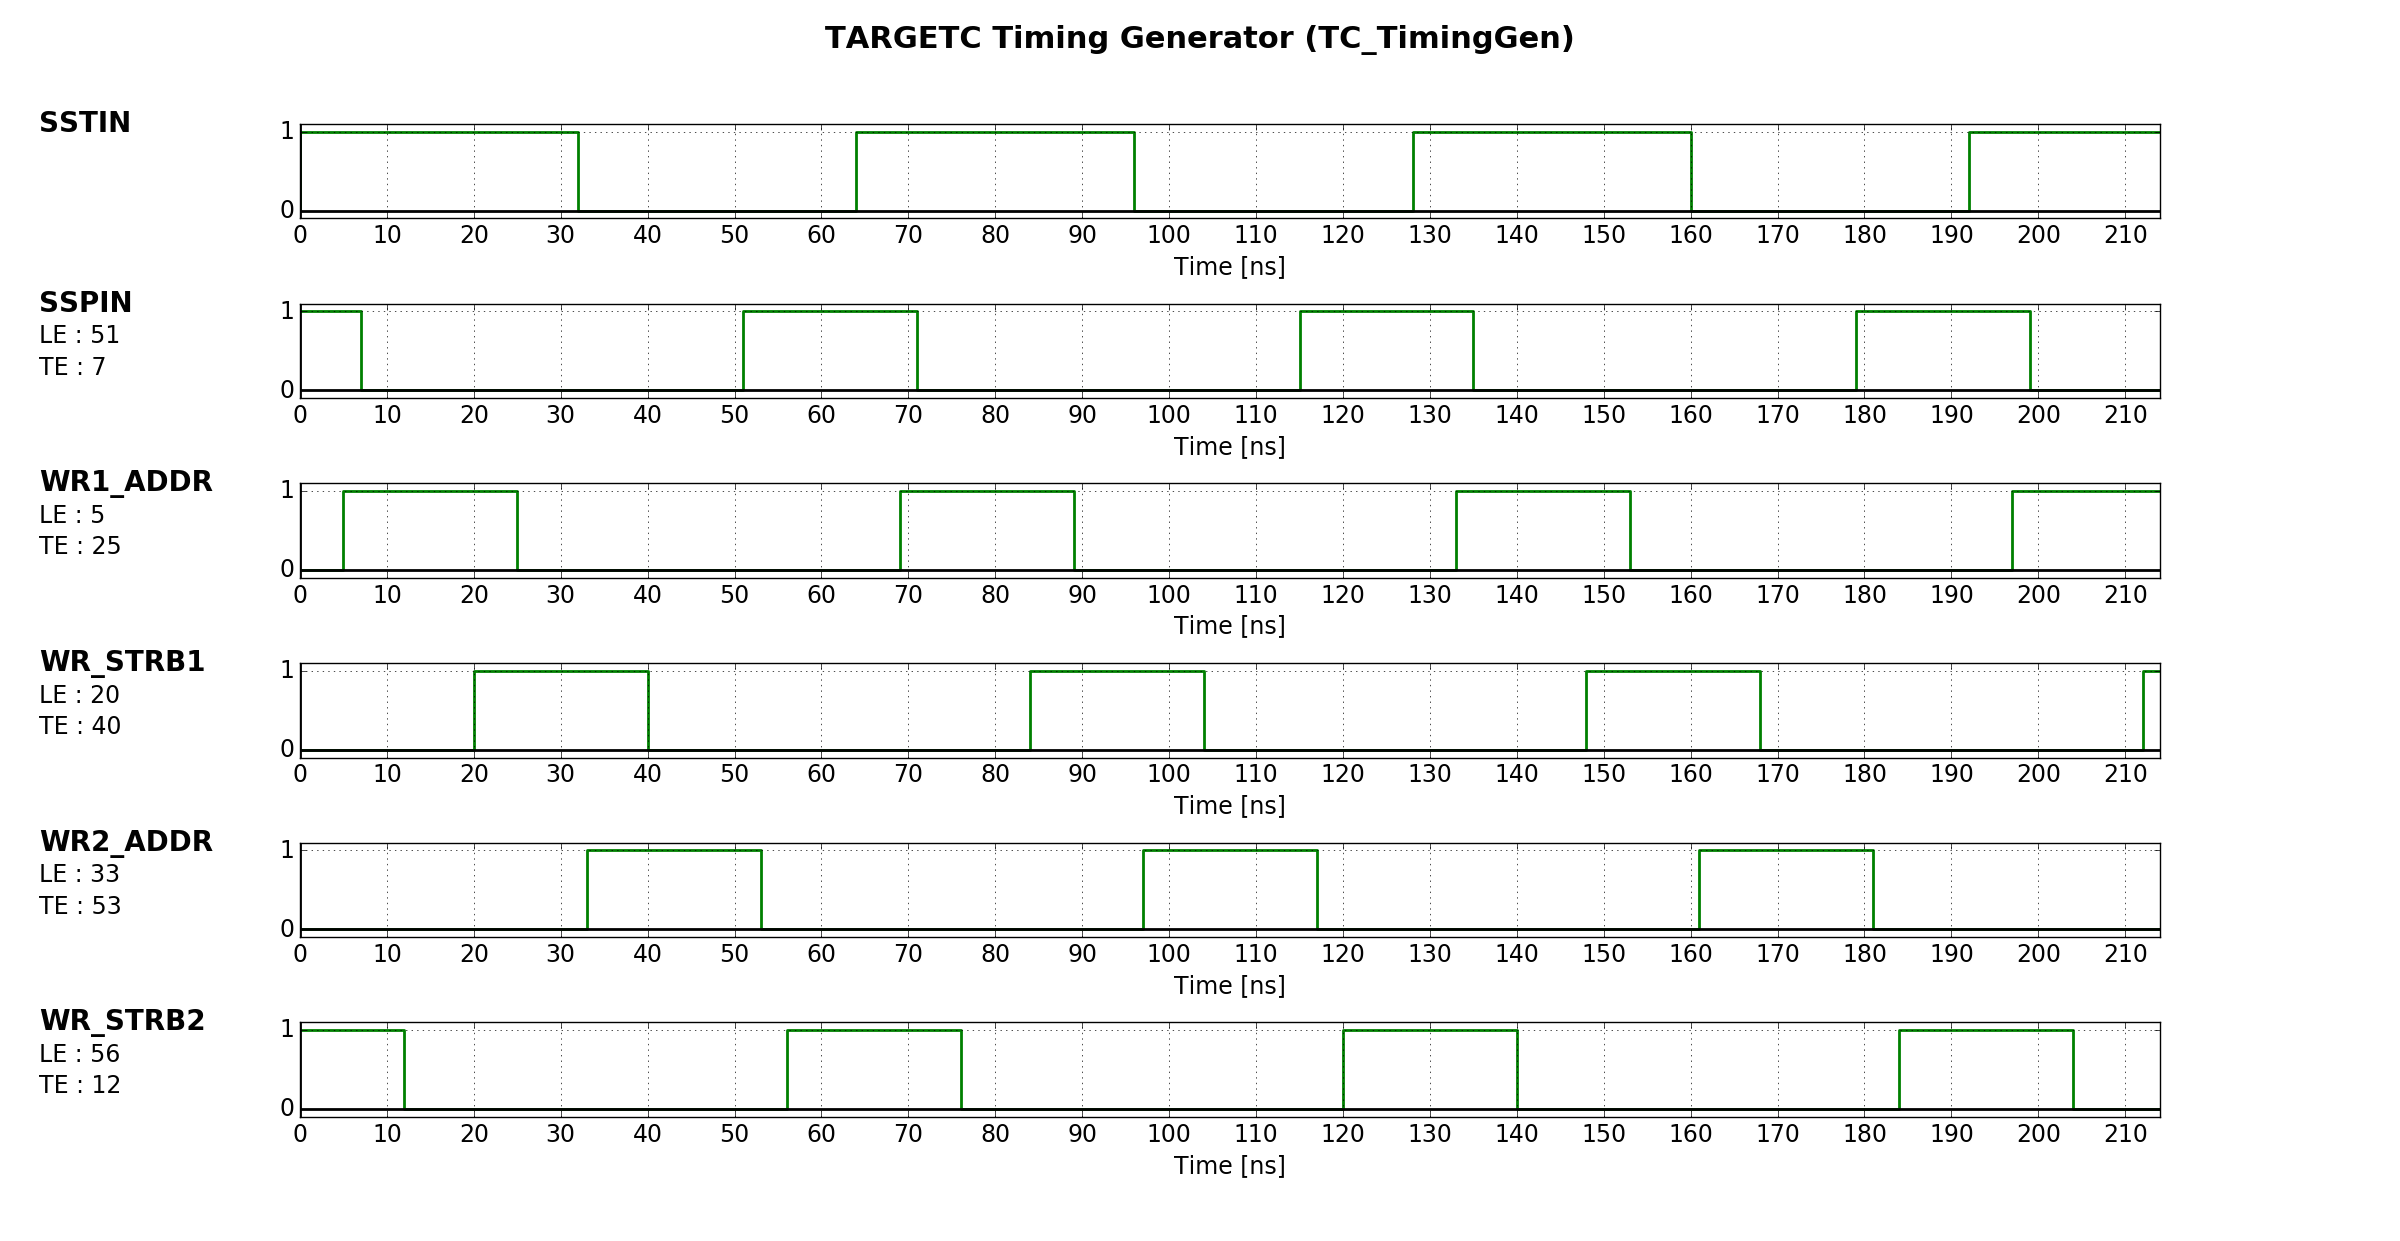 TARGETC Timing Generator (TC_TimingGen)
SSTIN
1
0
0 10 20 30 40 50 60 70 80 90 100 110 120 130 140 150 160 170 180 190 200 210
Time [ns]
SSPIN
LE : 51
TE : 7
1
0
0 10 20 30 40 50 60 70 80 90 100 110 120 130 140 150 160 170 180 190 200 210
Time [ns]
WR1_ADDR
LE : 5
TE : 25
1
0
0 10 20 30 40 50 60 70 80 90 100 110 120 130 140 150 160 170 180 190 200 210
Time [ns]
WR_STRB1
LE : 20
TE : 40
1
0
0 10 20 30 40 50 60 70 80 90 100 110 120 130 140 150 160 170 180 190 200 210
Time [ns]
WR2_ADDR
LE : 33
TE : 53
1
0
0 10 20 30 40 50 60 70 80 90 100 110 120 130 140 150 160 170 180 190 200 210
Time [ns]
WR_STRB2
LE : 56
TE : 12
1
0
0 10 20 30 40 50 60 70 80 90 100 110 120 130 140 150 160 170 180 190 200 210
Time [ns]